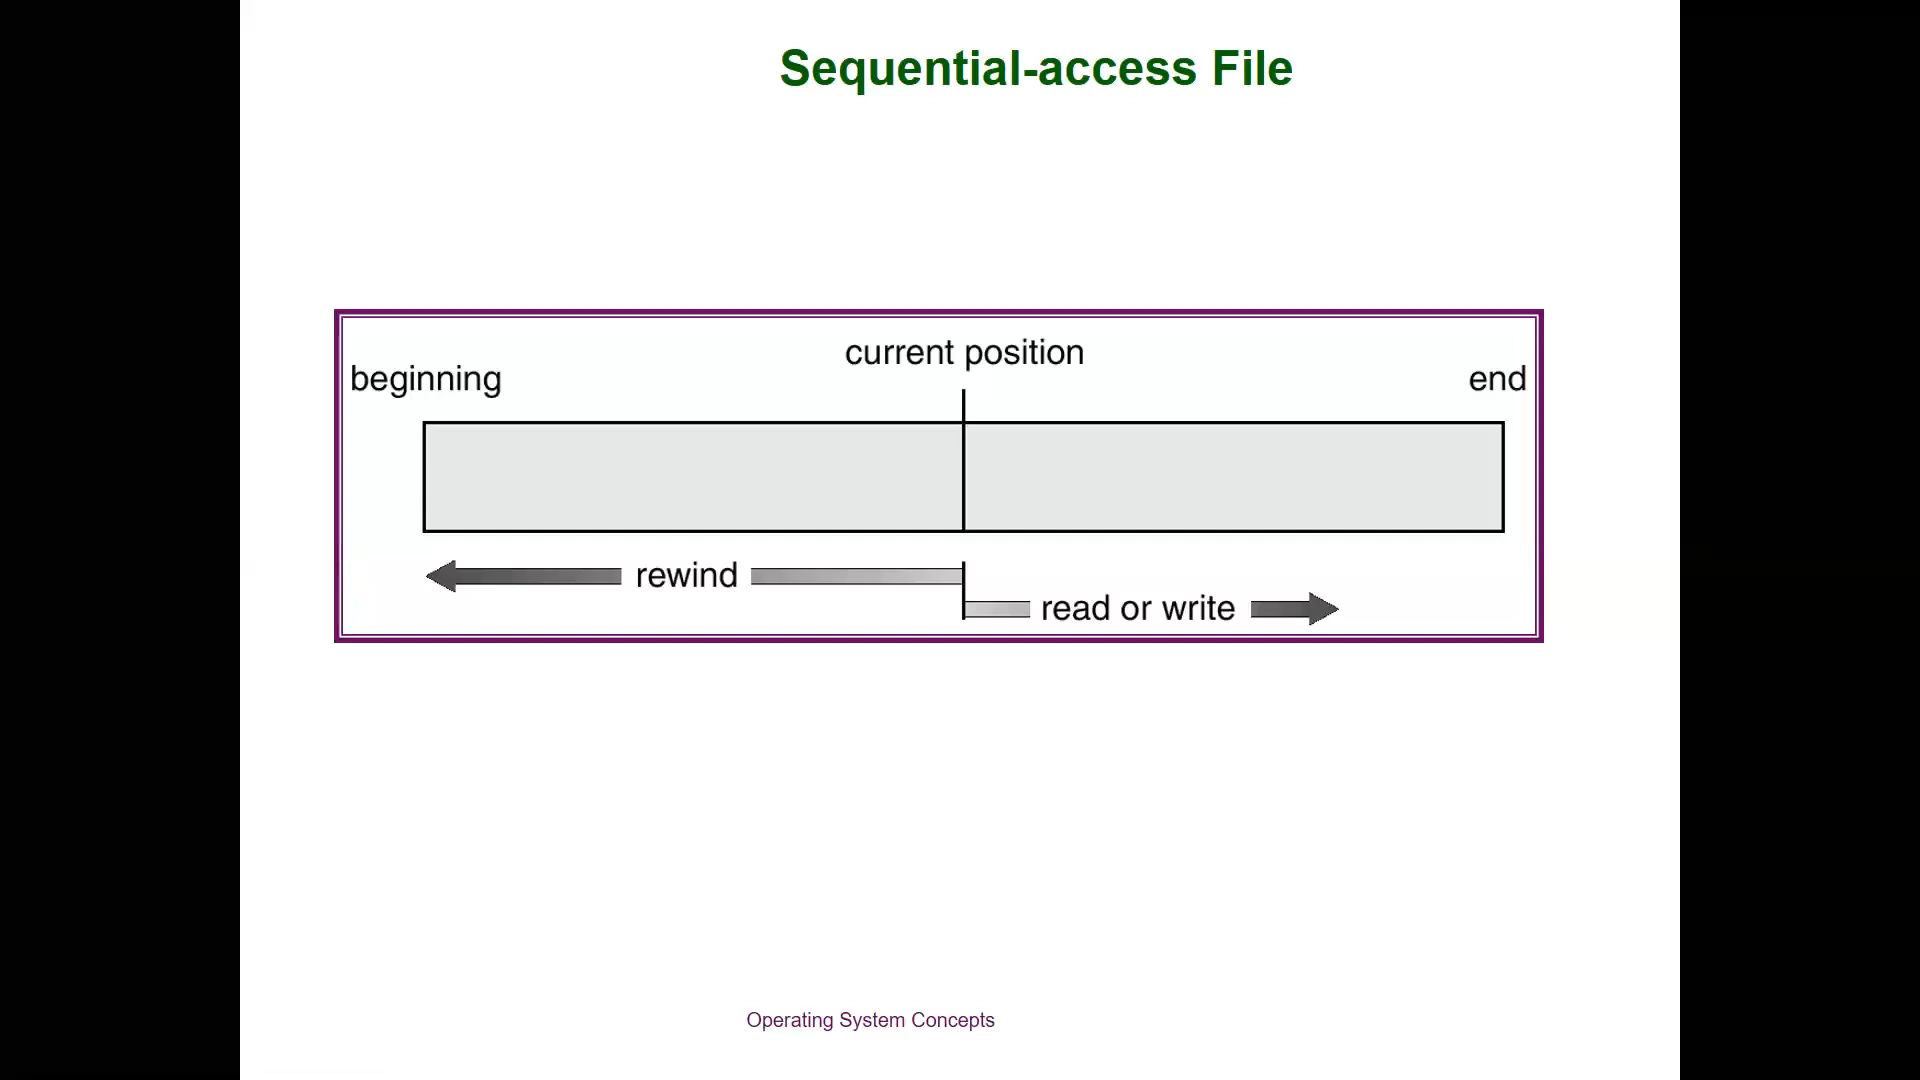 Sequential-access File
current position
beginning
end
rewind
read or write
Operating System Concepts